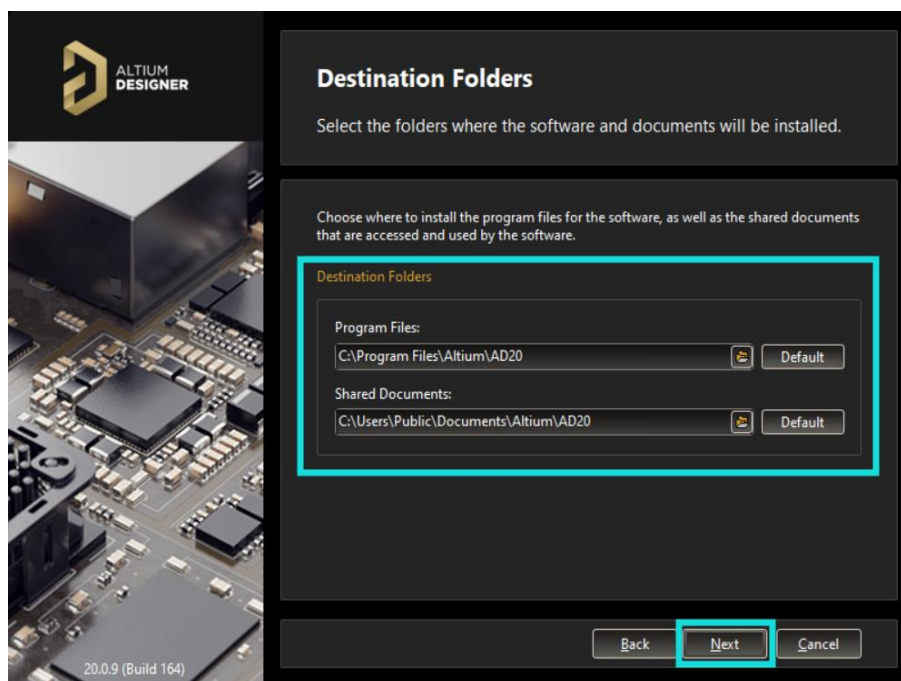 ALTIUM
DESIGNER
Destination Folders
Select the folders where the software and documents will be installed.
Choose where to install the program files for the software, as well as the shared documents
that are accessed and used by the software.
Destination Folders
Program Files:
C:\Program Files\Altium\AD20
Default
Shared Documents:
C:\Users\Public\Documents\Altium\AD20
Default
Back
Next
Cancel
20.0.9 (Build 164)